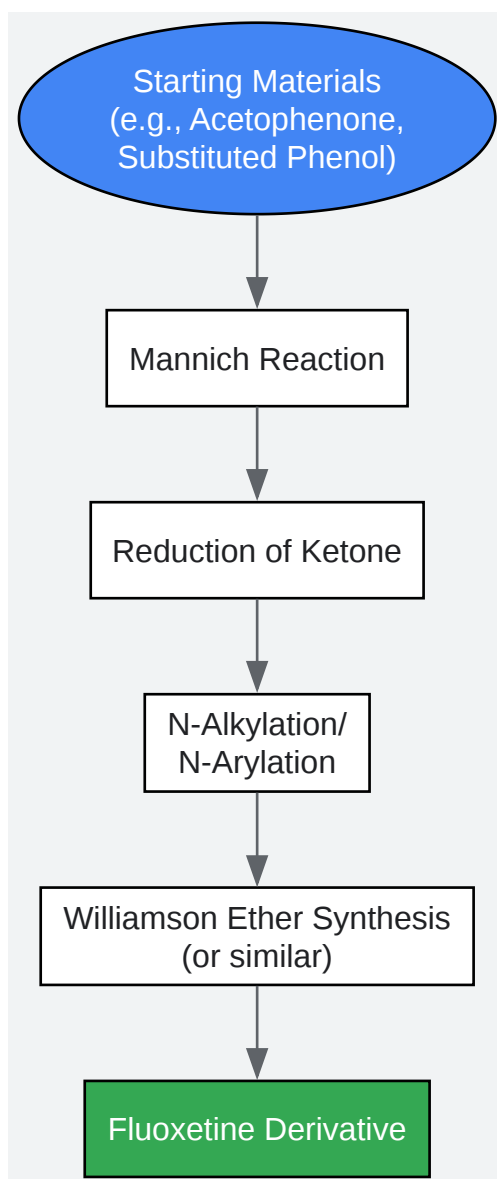 Starting Materials
(e.g., Acetophenone,
Substituted Phenol)
Mannich Reaction
Reduction of Ketone
N-Alkylation/
N-Arylation
Williamson Ether Synthesis
(or similar)
Fluoxetine Derivative